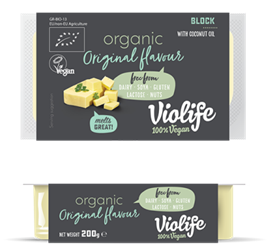 GR-BIO-13
EU/non-EU Agriculture
BLOCK
WITH COCONUT OIL
organic
Original flavour
Vegan
free from
DAIRY · SOYA · GLUTEN
LACTOSE · NUTS
melts
GREAT!
Violife
100% Vegan
organic
Original flavour
NET WEIGHT 200g
free from
DAIRY · SOYA · GLUTEN
LACTOSE · NUTS
Violife
100% Vegan